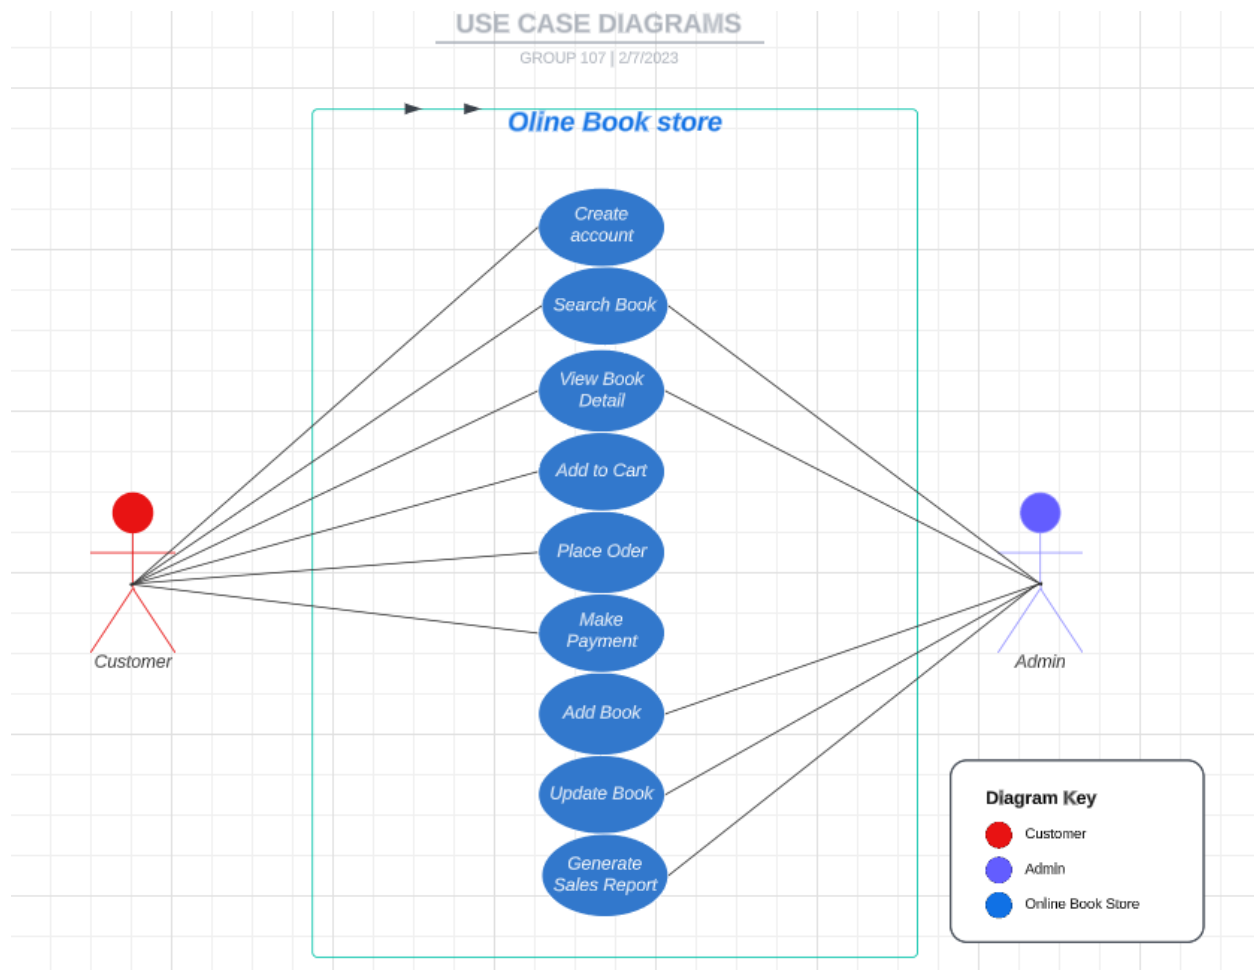 USE CASE DIAGRAMS
GROUP 107 | 2/7/2023
Oline Book store
Create
account
Search Book
View Book
Detail
Add to Cart
Place Oder
Make
Payment
Customer
Admin
Add Book
Update Book
Generate
Sales Report
Diagram Key
Customer
Admin
Online Book Store